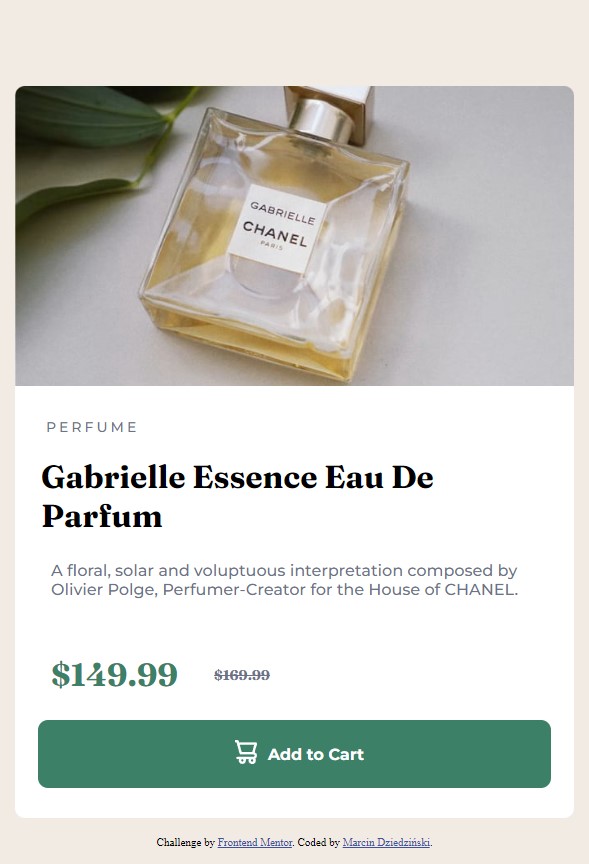 GABRIELLE
CHANEL
PARIS
PERFUME
Gabrielle Essence Eau De
Parfum
A floral, solar and voluptuous interpretation composed by
Olivier Polge, Perfumer-Creator for the House of CHANEL.
$149.99 $169.99
Add to Cart
Challenge by Frontend Mentor. Coded by Marcin Dziedziński.